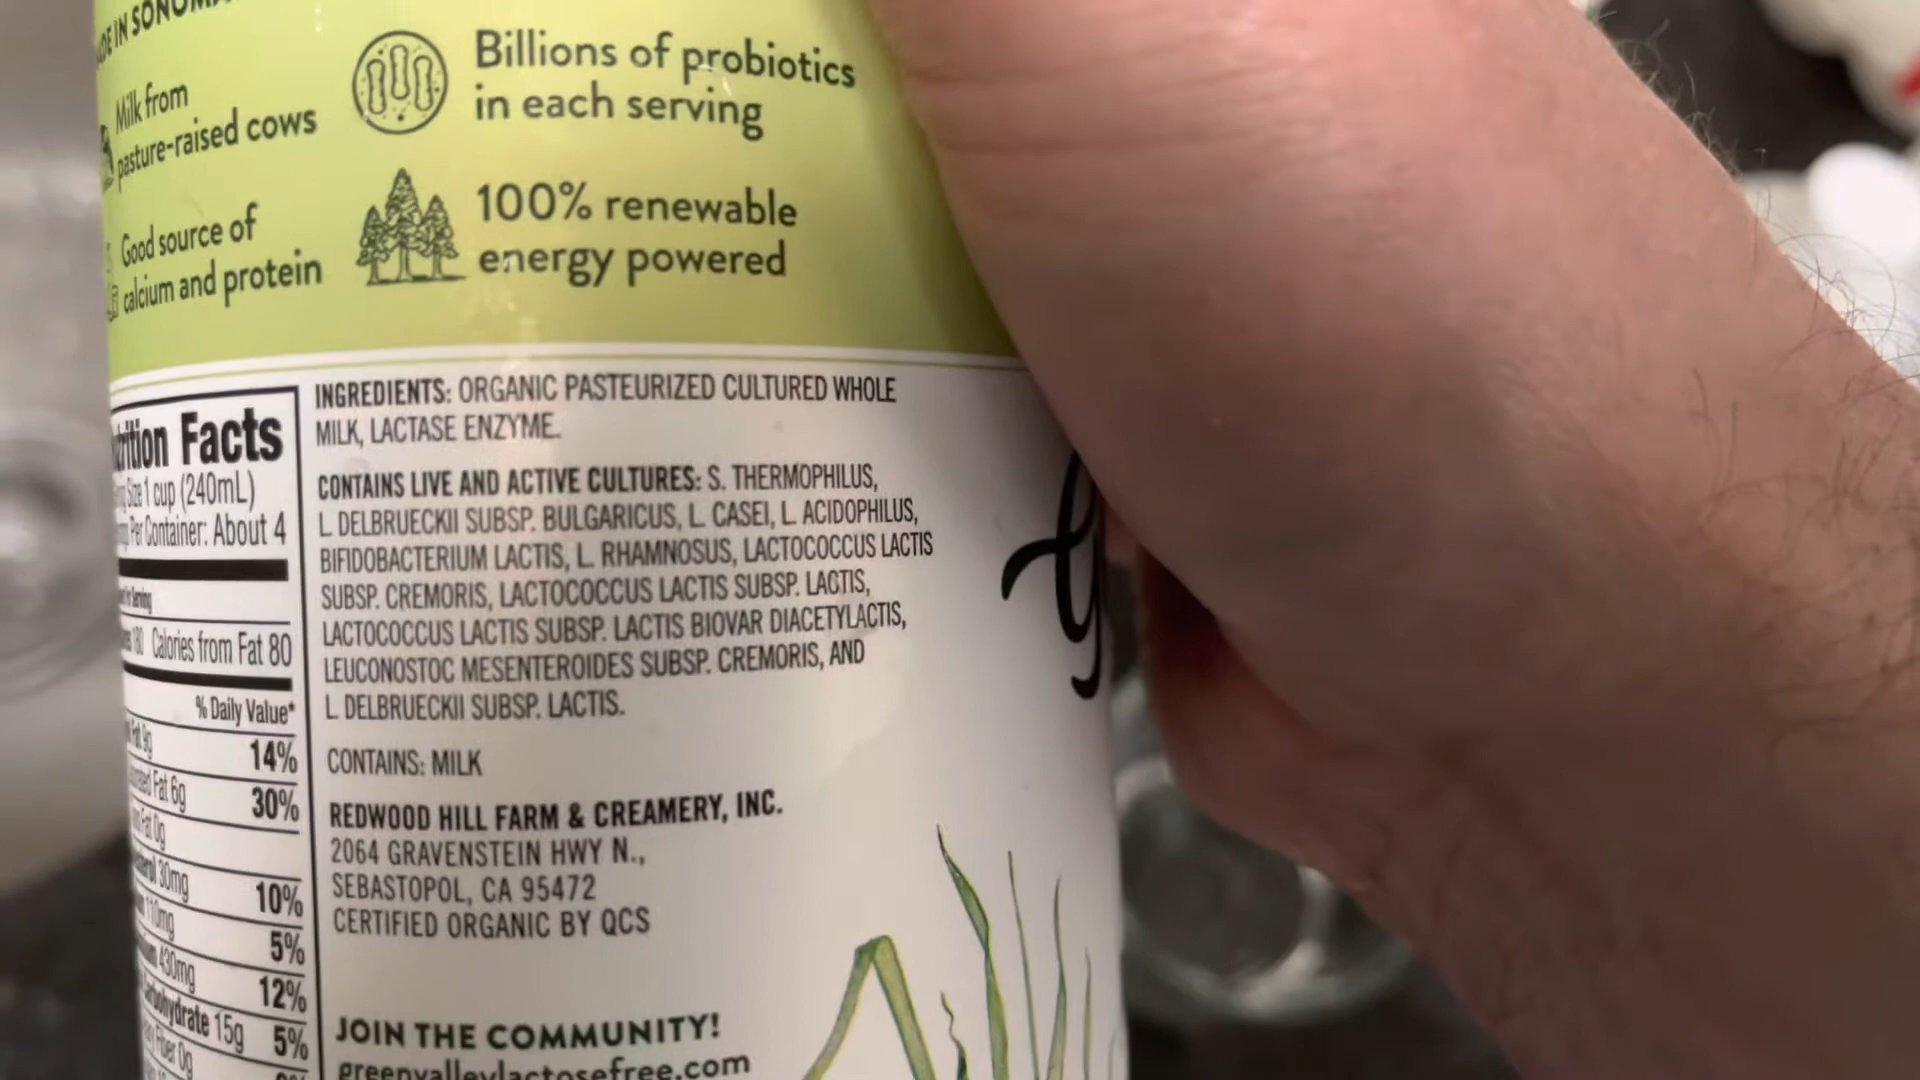 IN SONOMA
Milk from
pasture-raised cows
Good source of
calcium and protein
Billions of probiotics
in each serving
100% renewable
energy powered
Facts
Size 1 cup (240mL)
Per Container: About 4
Calories from Fat 80
% Daily Value*
Fat 9g 14%
Fat 6g 30%
Fat 0g
30mg 10%
110mg 5%
430mg 12%
15g 5%
Fiber 0g
INGREDIENTS: ORGANIC PASTEURIZED CULTURED WHOLE
MILK, LACTASE ENZYME.
CONTAINS LIVE AND ACTIVE CULTURES: S. THERMOPHILUS,
L. DELBRUECKII SUBSP. BULGARICUS, L. CASEI, L. ACIDOPHILUS,
BIFIDOBACTERIUM LACTIS, L. RHAMNOSUS, LACTOCOCCUS LACTIS
SUBSP. CREMORIS, LACTOCOCCUS LACTIS SUBSP. LACTIS,
LACTOCOCCUS LACTIS SUBSP. LACTIS BIOVAR DIACETYLACTIS,
LEUCONOSTOC MESENTEROIDES SUBSP. CREMORIS, AND
L. DELBRUECKII SUBSP. LACTIS.
CONTAINS: MILK
REDWOOD HILL FARM & CREAMERY, INC.
2064 GRAVENSTEIN HWY N.,
SEBASTOPOL, CA 95472
CERTIFIED ORGANIC BY QCS
JOIN THE COMMUNITY!
greenvalleylactosefree.com